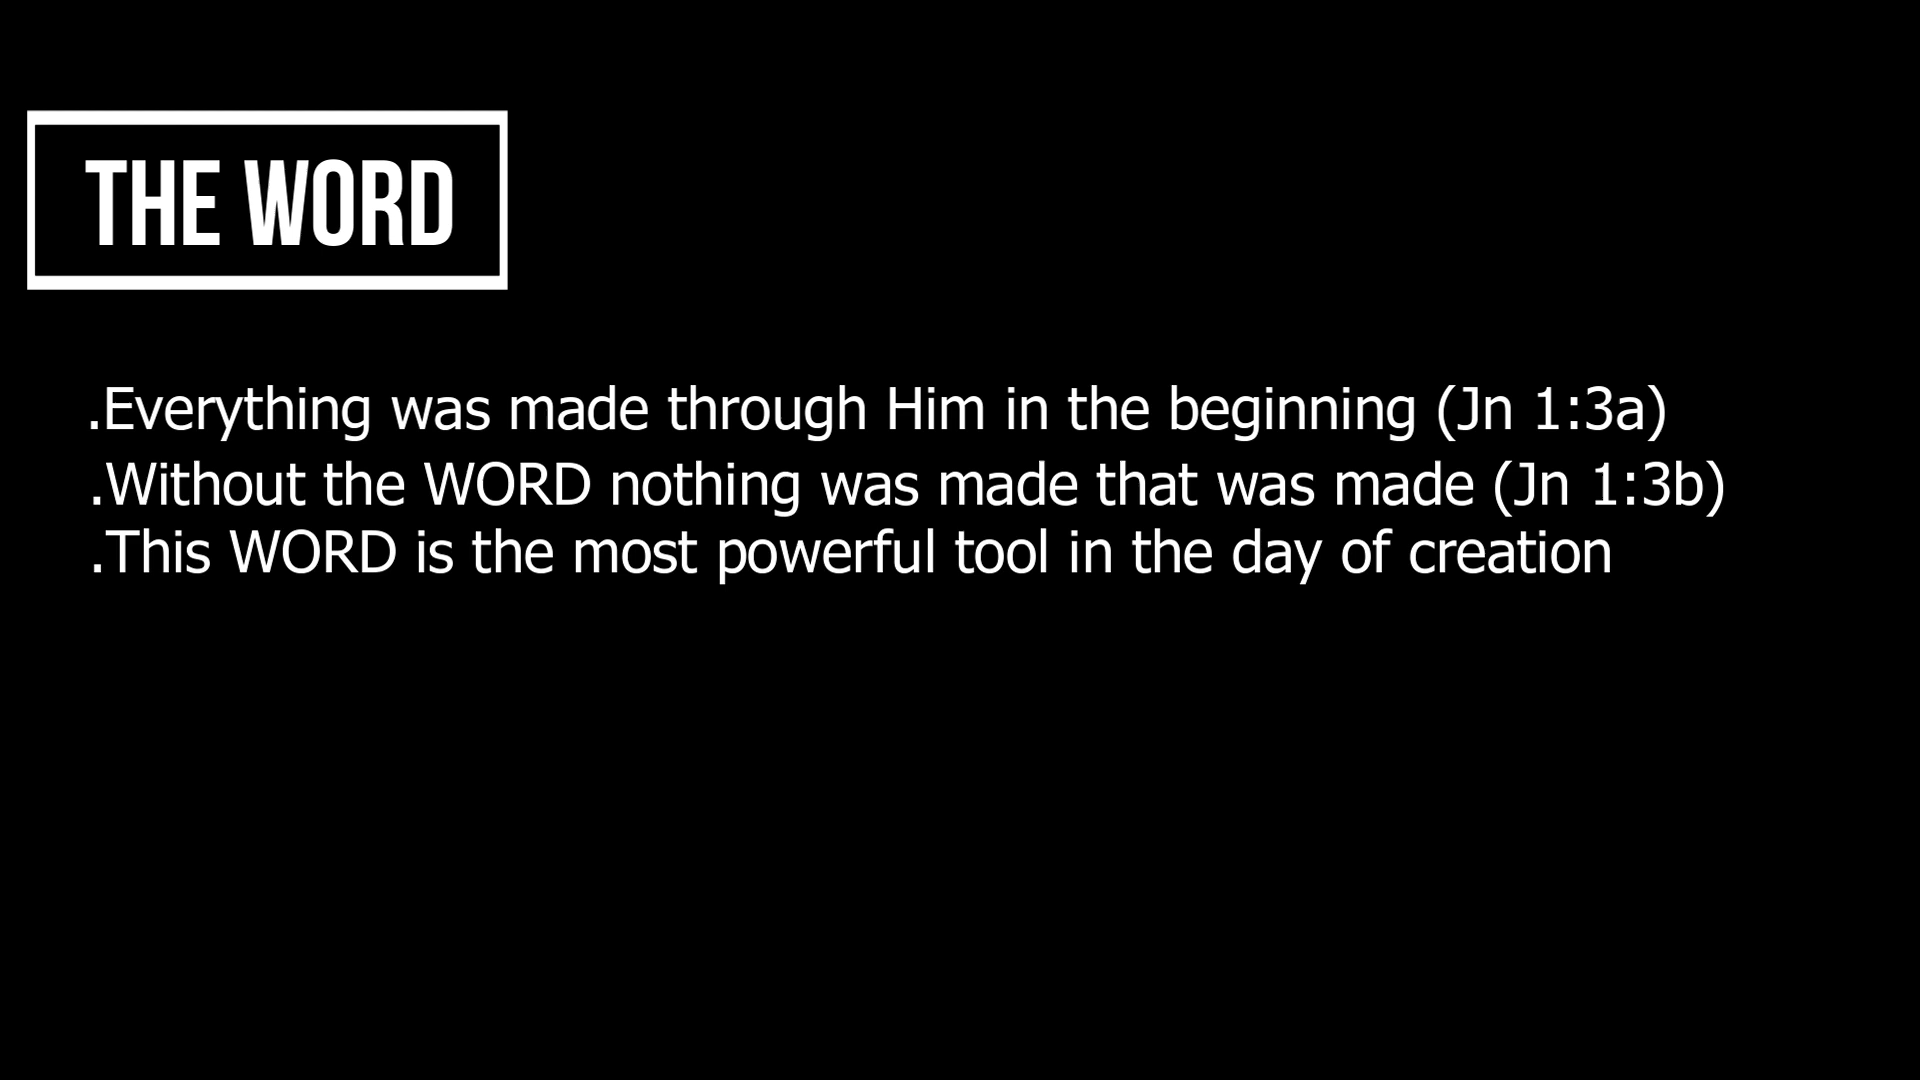 THE WORD
.Everything was made through Him in the beginning (Jn 1:3a)
.Without the WORD nothing was made that was made (Jn 1:3b)
.This WORD is the most powerful tool in the day of creation